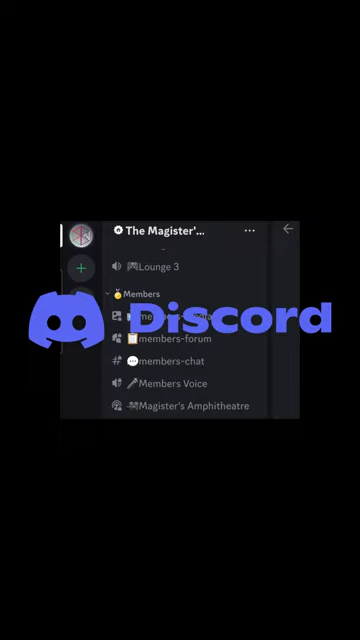 The Magister'...
Lounge 3
Members
Discord
members-forum
members-chat
Members Voice
Magister's Amphitheatre